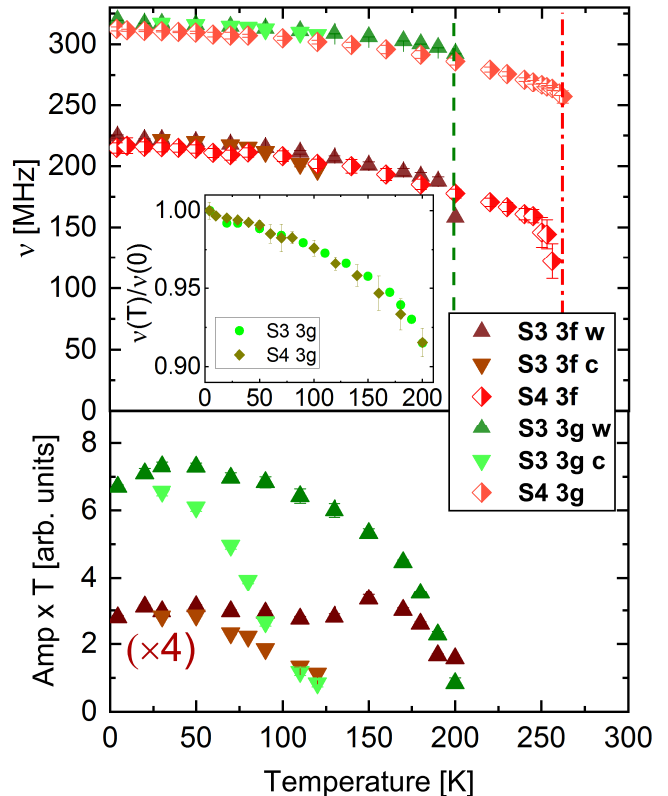 300
250
200
150
100
50
0
ν [MHz]
1.00
0.95
0.90
ν(T)/ν(0)
S3 3g
S4 3g
0 50 100 150 200
S3 3f w
S3 3f c
S4 3f
S3 3g w
S3 3g c
S4 3g
8
6
4
2
0
Amp x T [arb. units]
(×4)
0 50 100 150 200 250 300
Temperature [K]